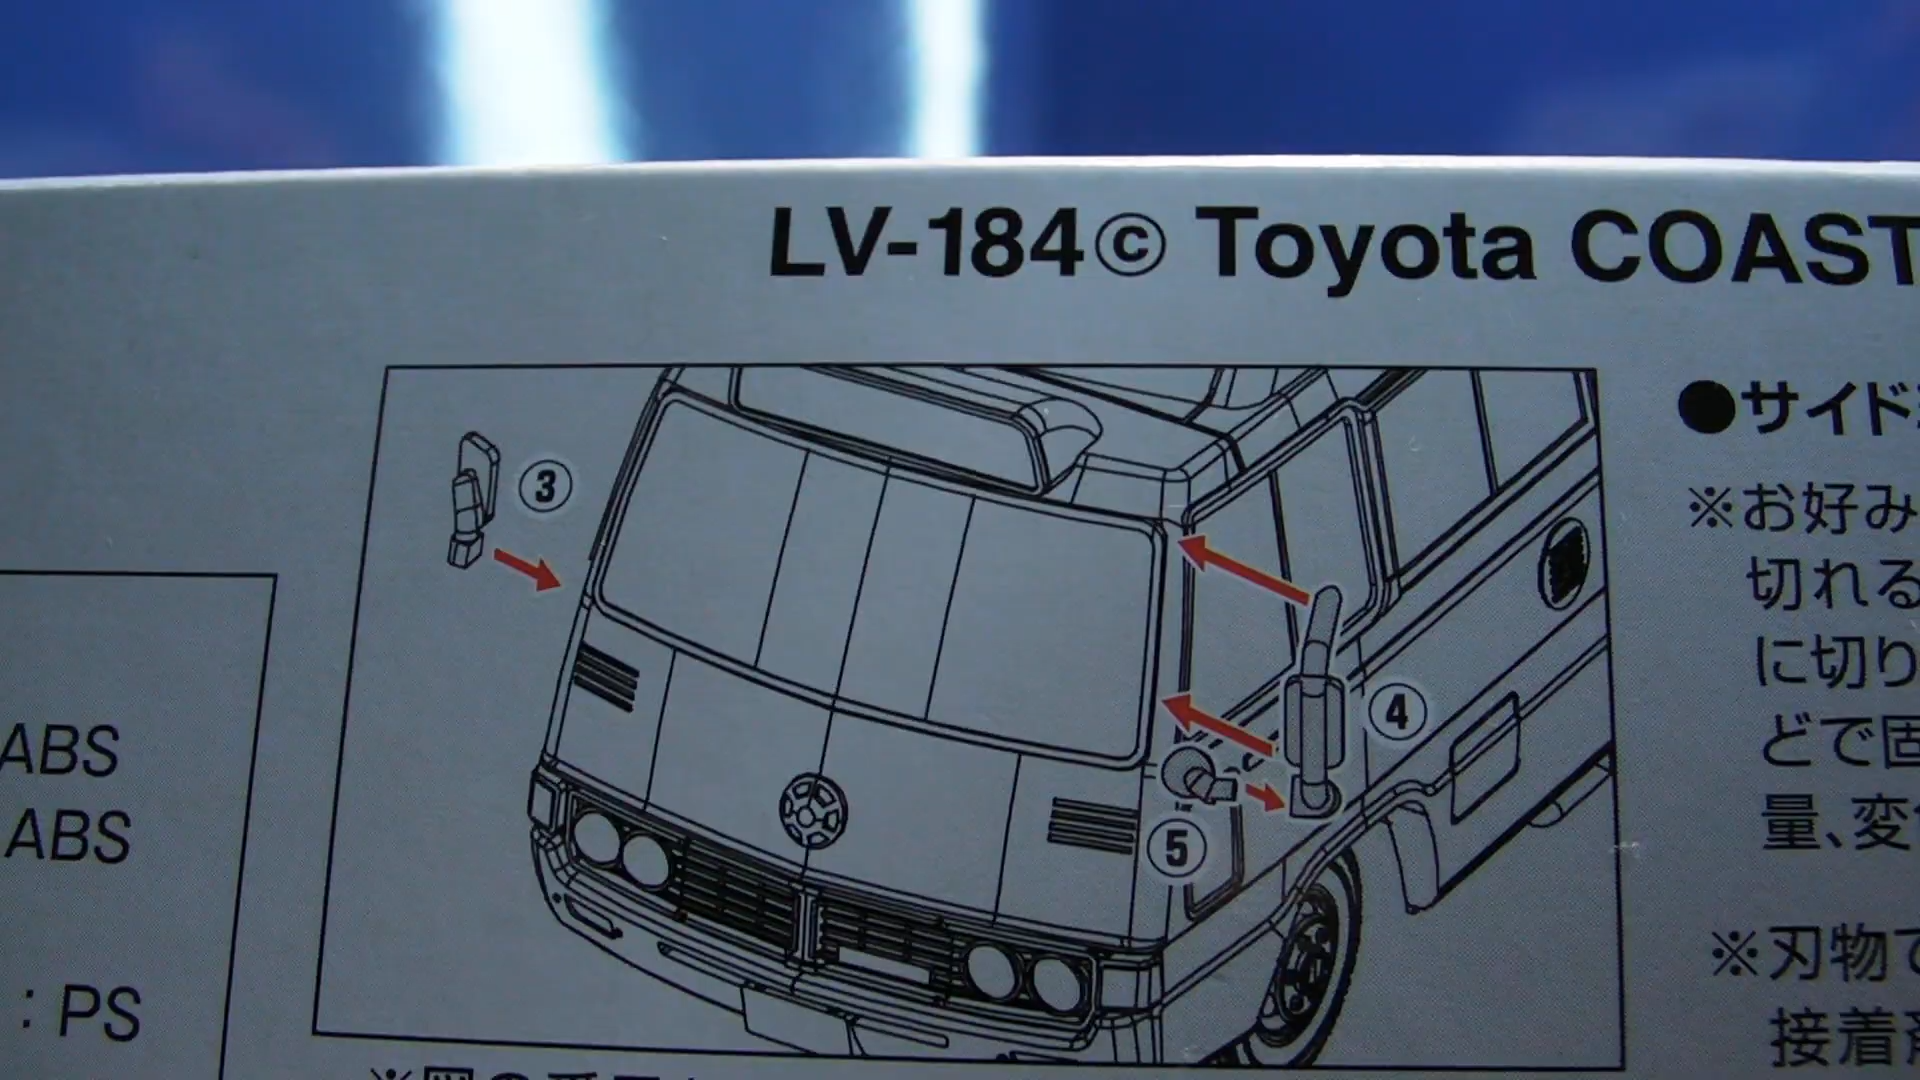 LV-184© Toyota COAST
ABS
ABS
: PS
③
④
⑤
●サイド
※お好み
切れる
に切り
どで固
量、変
※刃物で
接着